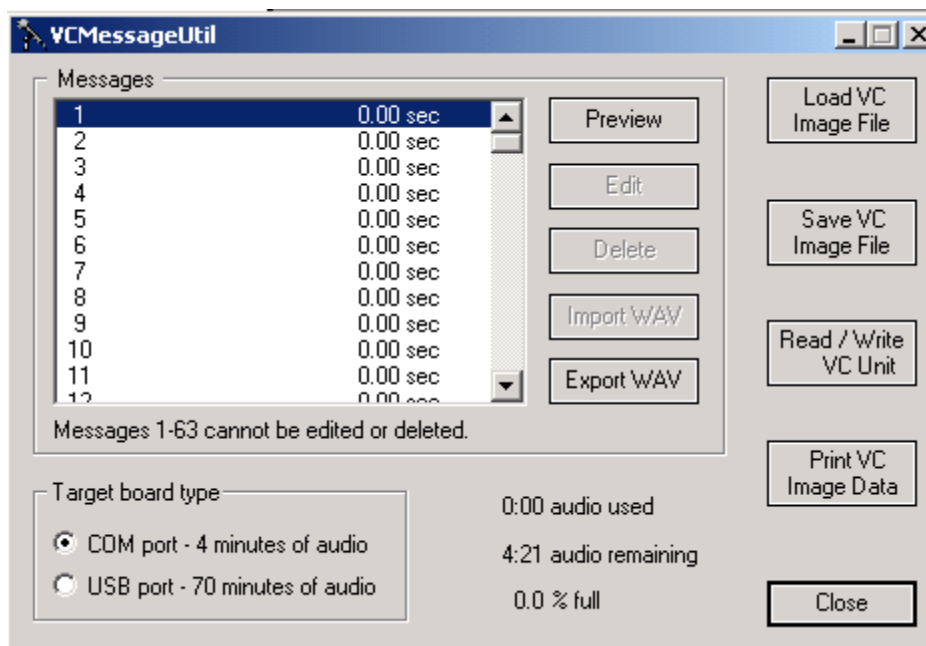 VCMessageUtil
Messages
1 0.00 sec
2 0.00 sec
3 0.00 sec
4 0.00 sec
5 0.00 sec
6 0.00 sec
7 0.00 sec
8 0.00 sec
9 0.00 sec
10 0.00 sec
11 0.00 sec
12 0.00 sec
Messages 1-63 cannot be edited or deleted.
Preview
Edit
Delete
Import WAV
Export WAV
Load VC
Image File
Save VC
Image File
Read / Write
VC Unit
Print VC
Image Data
Close
Target board type
COM port - 4 minutes of audio
USB port - 70 minutes of audio
0:00 audio used
4:21 audio remaining
0.0 % full